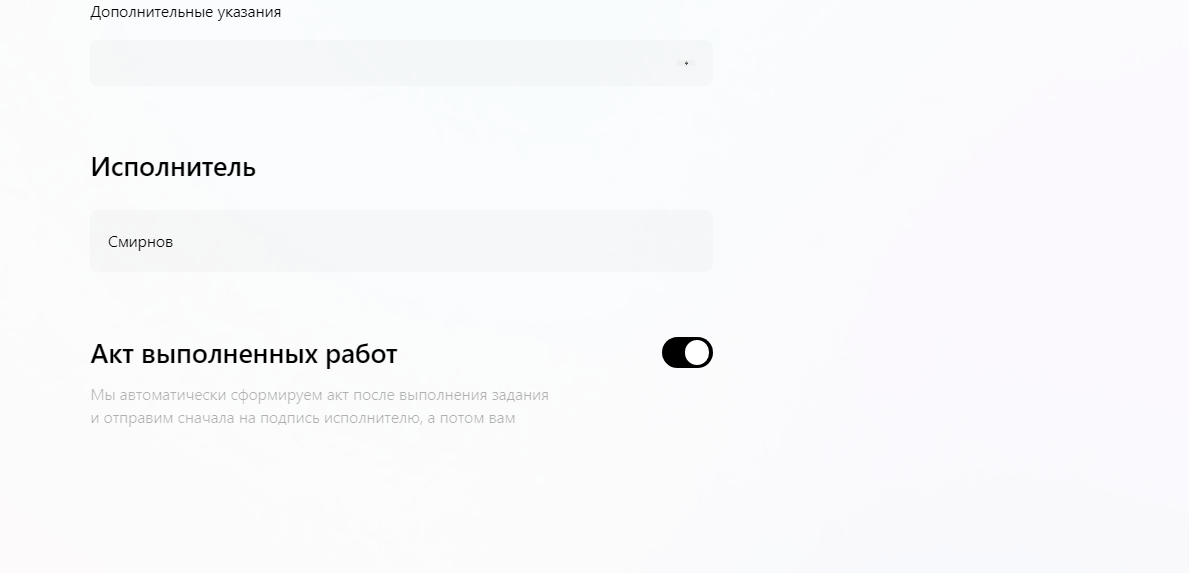 Дополнительные указания
Исполнитель
Смирнов
Акт выполненных работ
Мы автоматически сформируем акт после выполнения задания
и отправим сначала на подпись исполнителю, а потом вам